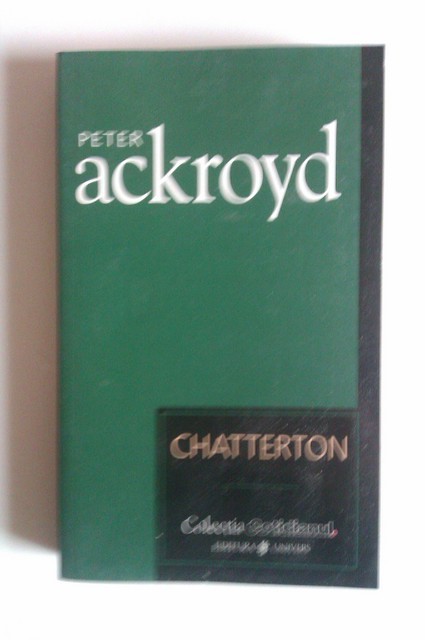 PETER
ackroyd
CHATTERTON
Colecția Cotidianul
EDITURA UNIVERS